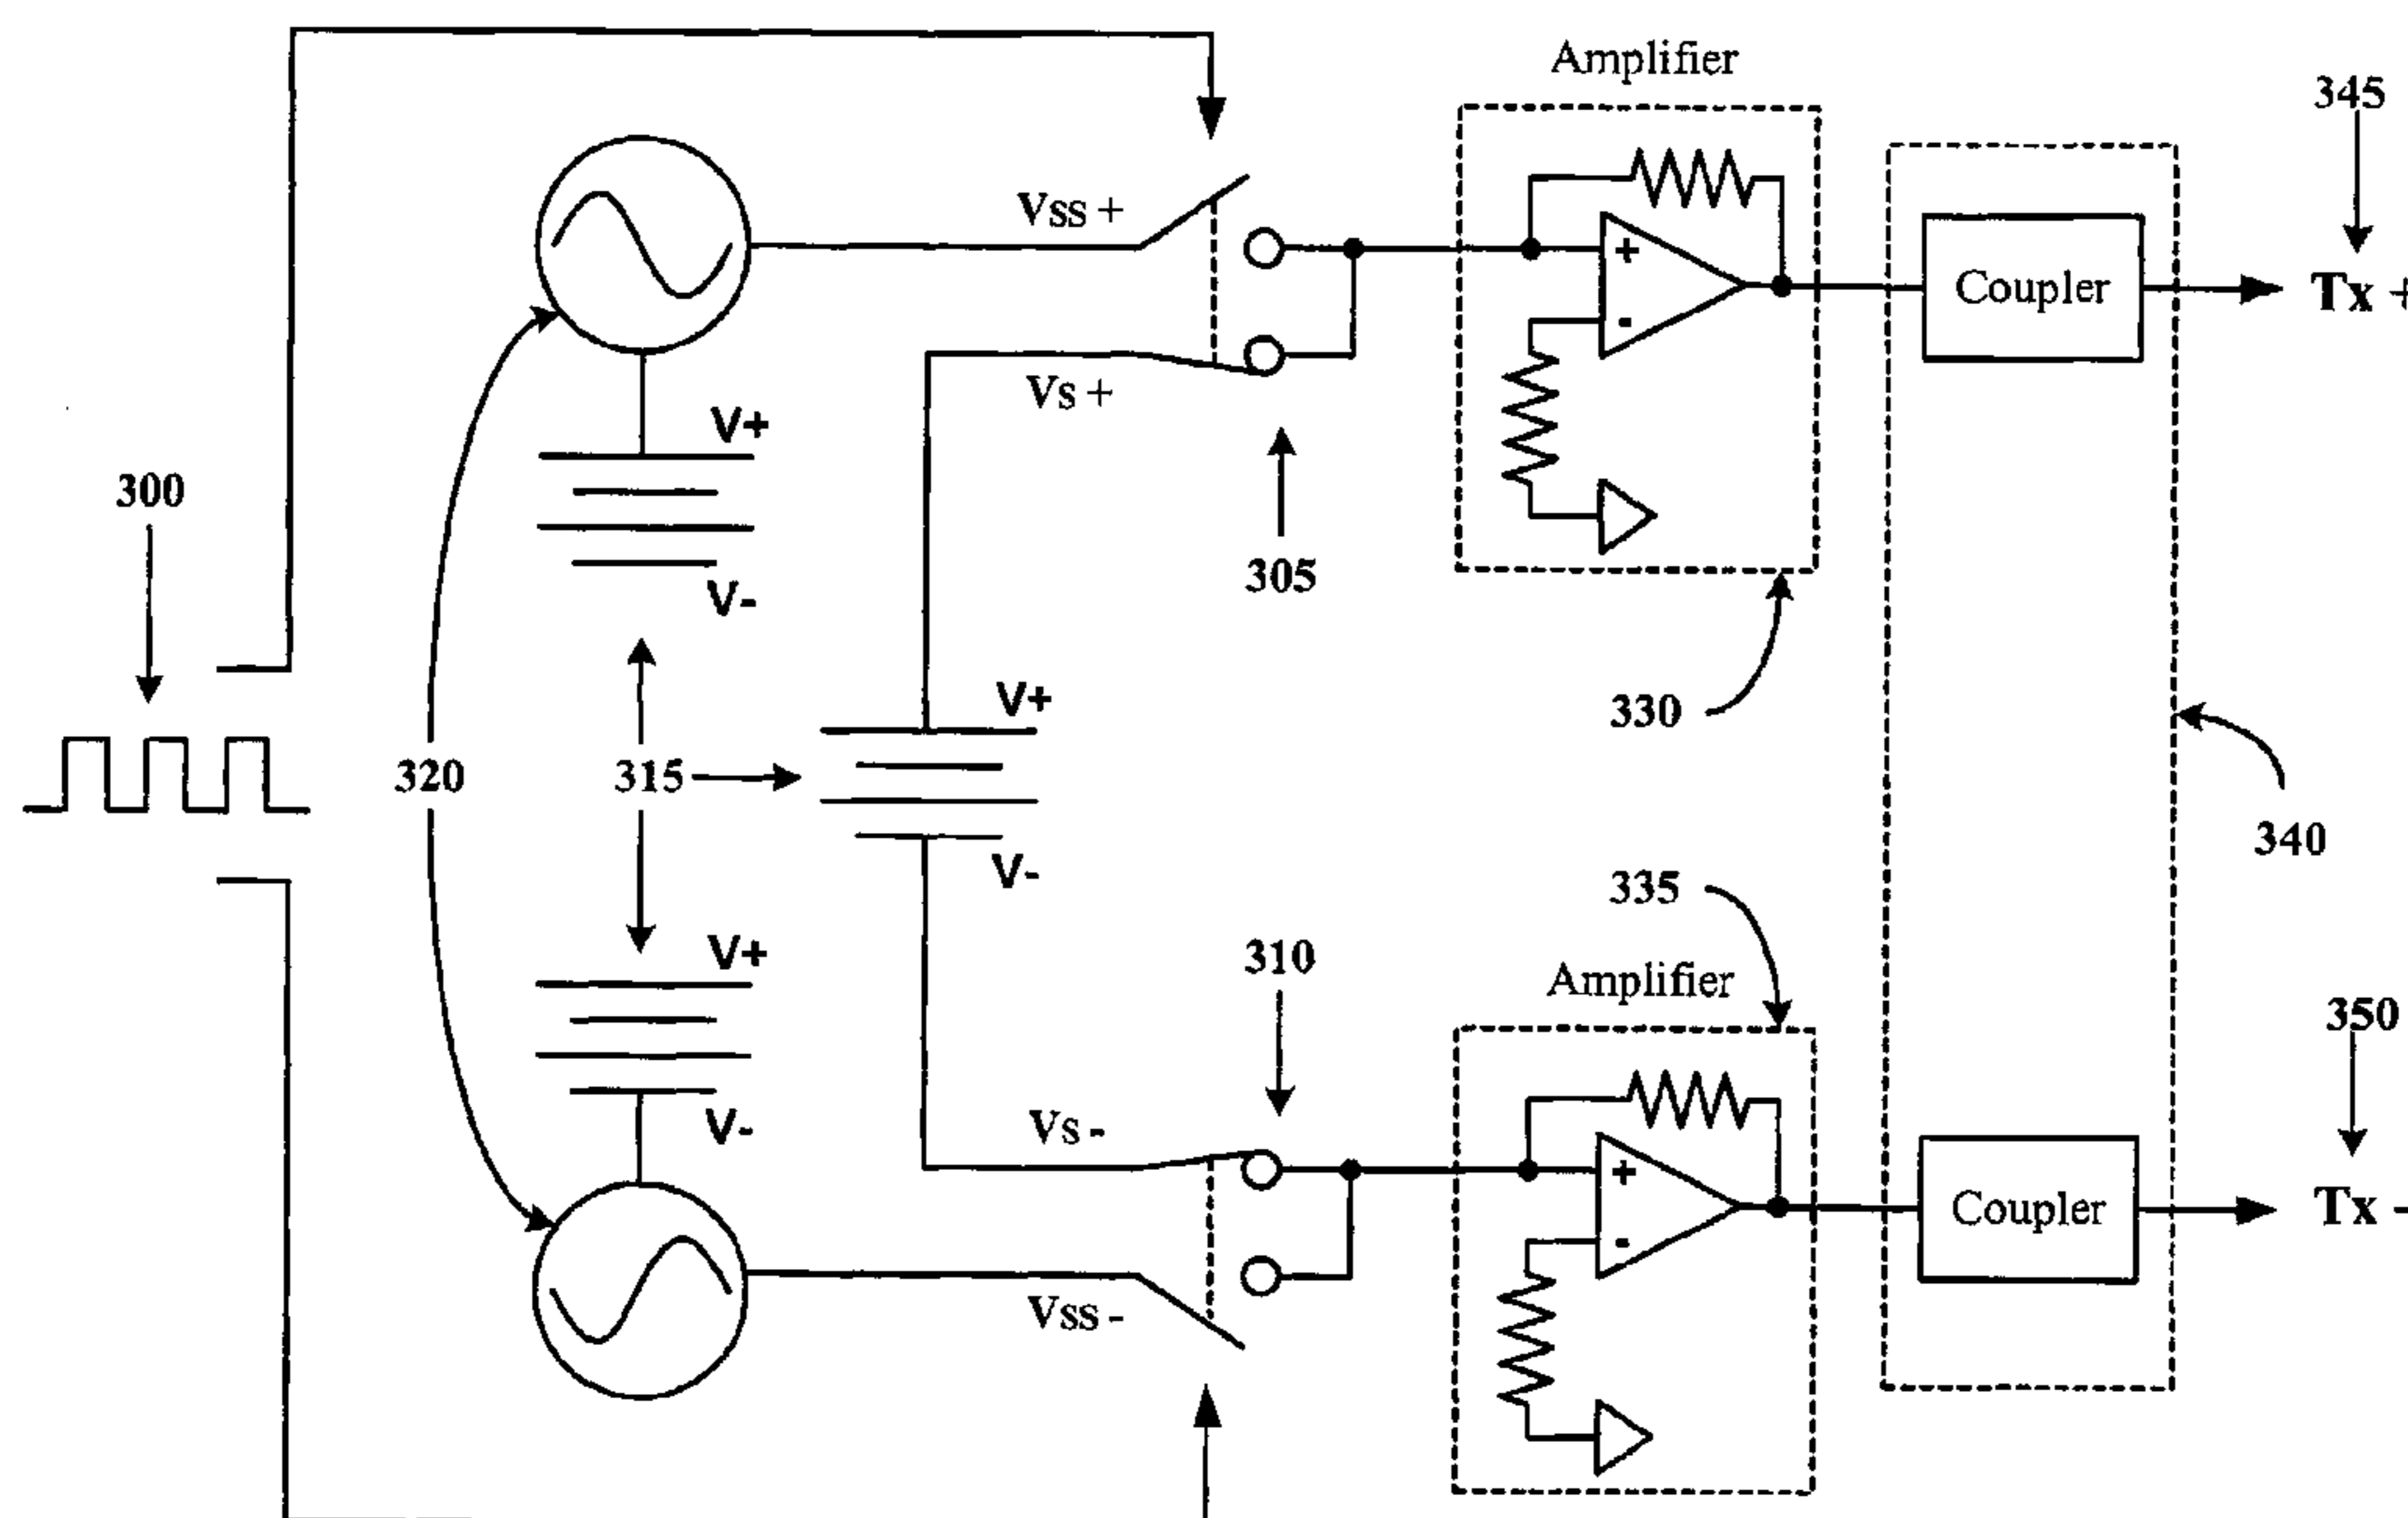 Amplifier
345
VSS +
+
-
Coupler
Tx +
VS +
V+
300
V-
305
330
V+
320
315
340
V-
335
310
Amplifier
350
V+
V-
VS -
+
-
Coupler
Tx -
VSS -